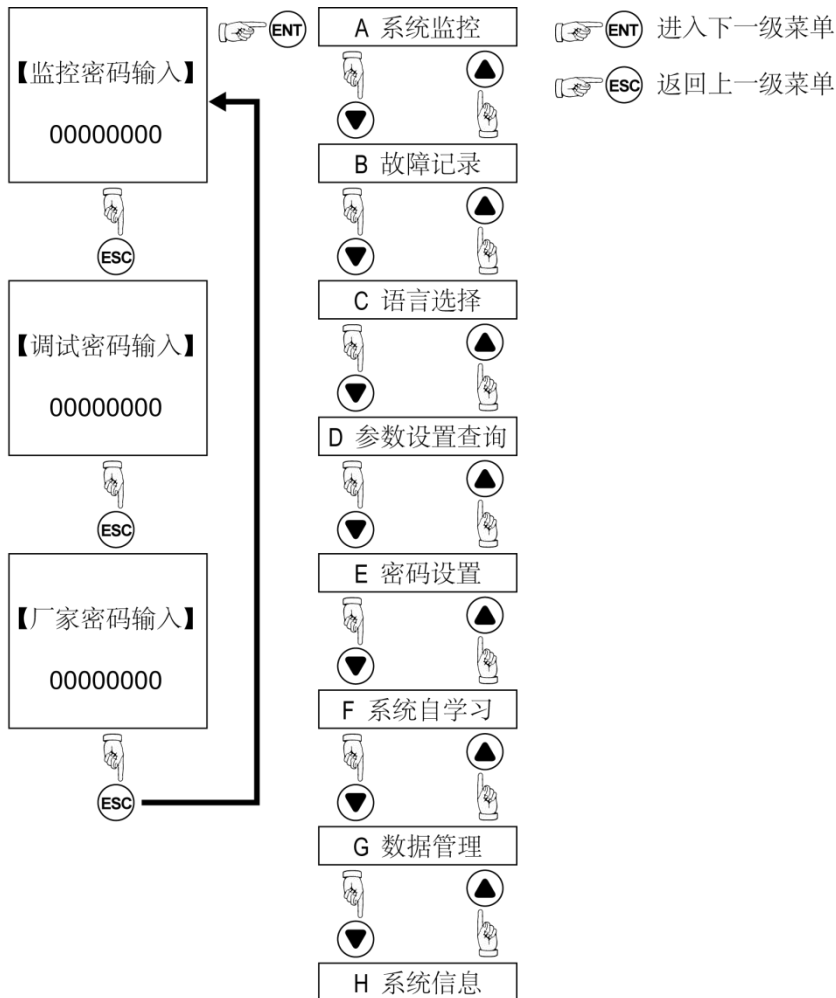 【监控密码输入】
00000000
ESC
【调试密码输入】
00000000
ESC
【厂家密码输入】
00000000
ESC
ENT
A 系统监控
B 故障记录
C 语言选择
D 参数设置查询
E 密码设置
F 系统自学习
G 数据管理
H 系统信息
ENT 进入下一级菜单
ESC 返回上一级菜单